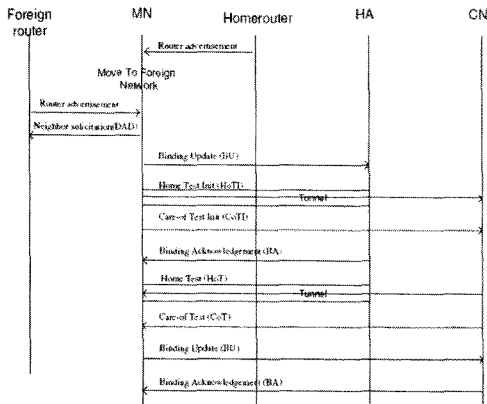 Foreign
router
MN
Homerouter
HA
CN
Router advertisement
Move To Foreign
Network
Router advertisement
Neighbor solicitation(DAD)
Binding Update (BU)
Home Test Init (HoTI)
Tunnel
Care-of Test Init (CoTI)
Binding Acknowledgement (BA)
Home Test (HoT)
Tunnel
Care-of Test (CoT)
Binding Update (BU)
Binding Acknowledgement (BA)